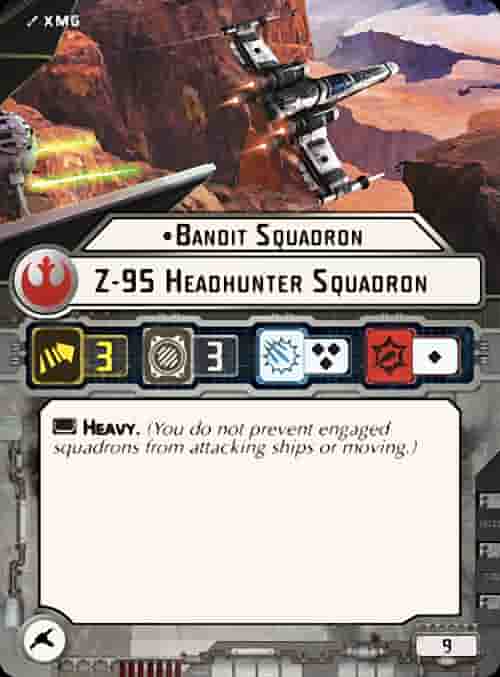 XMG
•Bandit Squadron
Z-95 Headhunter Squadron
3 3
Heavy. (You do not prevent engaged
squadrons from attacking ships or moving.)
9